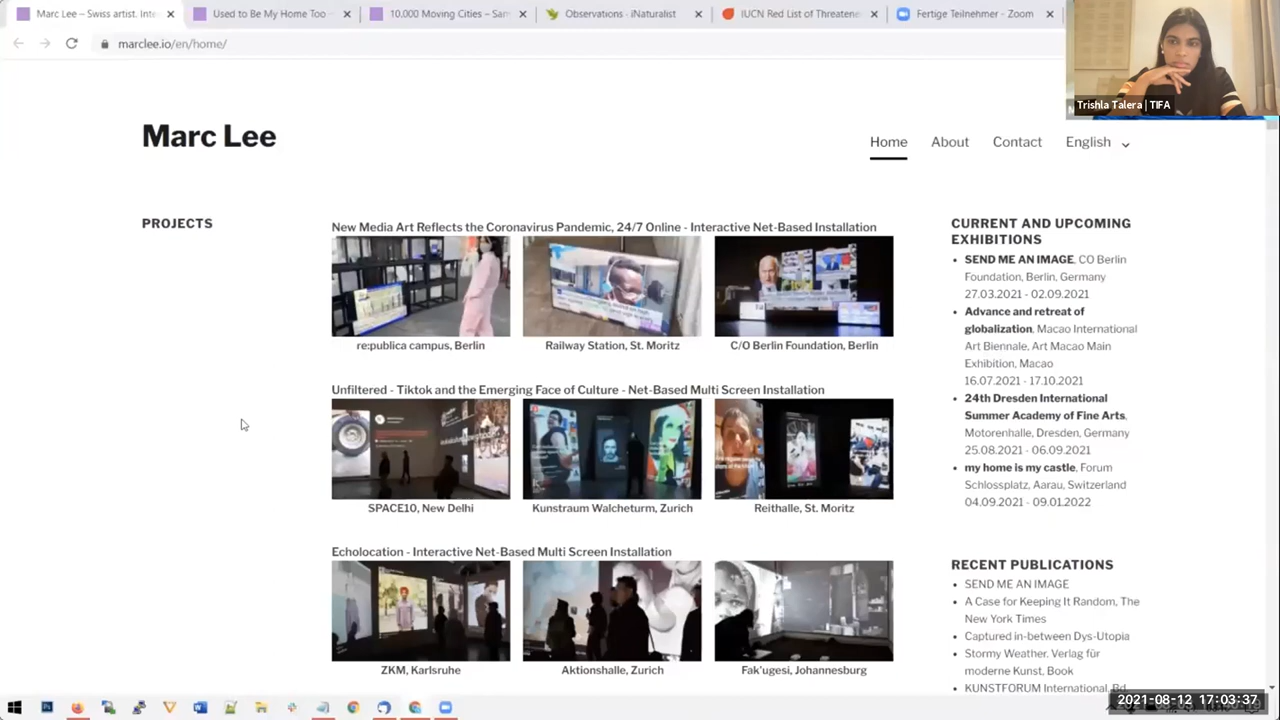 Marc Lee – Swiss artist. Inte
Used to Be My Home Too –
10.000 Moving Cities – Sam
Observations · iNaturalist
IUCN Red List of Threatene
Fertige Teilnehmer - Zoom
marclee.io/en/home/
Trishla Talera | TIFA
Marc Lee
Home
About
Contact
English
PROJECTS
New Media Art Reflects the Coronavirus Pandemic, 24/7 Online - Interactive Net-Based Installation
re:publica campus, Berlin
Railway Station, St. Moritz
C/O Berlin Foundation, Berlin
Unfiltered - Tiktok and the Emerging Face of Culture - Net-Based Multi Screen Installation
SPACE10, New Delhi
Kunstraum Walcheturm, Zurich
Reithalle, St. Moritz
Echolocation - Interactive Net-Based Multi Screen Installation
ZKM, Karlsruhe
Aktionshalle, Zurich
Fak'ugesi, Johannesburg
CURRENT AND UPCOMING
EXHIBITIONS
SEND ME AN IMAGE, CO Berlin
Foundation, Berlin, Germany
27.03.2021 - 02.09.2021
Advance and retreat of
globalization, Macao International
Art Biennale, Art Macao Main
Exhibition, Macao
16.07.2021 - 17.10.2021
24th Dresden International
Summer Academy of Fine Arts,
Motorenhalle, Dresden, Germany
25.08.2021 - 06.09.2021
my home is my castle, Forum
Schlossplatz, Aarau, Switzerland
04.09.2021 - 09.01.2022
RECENT PUBLICATIONS
SEND ME AN IMAGE
A Case for Keeping It Random, The
New York Times
Captured in-between Dys-Utopia
Stormy Weather. Verlag für
moderne Kunst, Book
KUNSTFORUM International, Bd.
2021-08-12 17:03:37